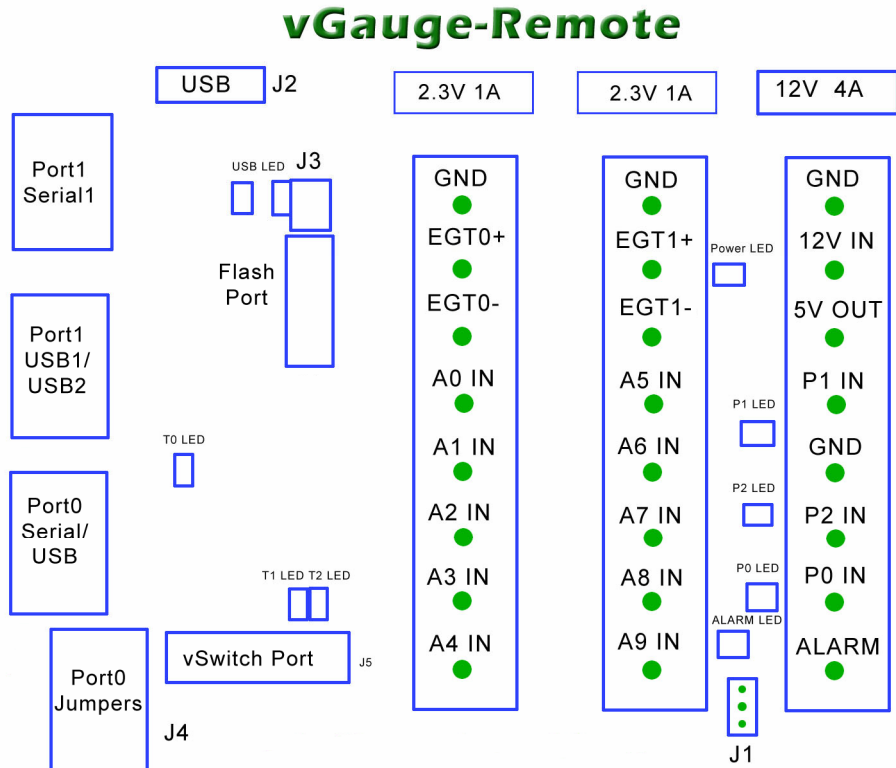 vGauge-Remote
USB
J2
2.3V 1A
2.3V 1A
12V 4A
Port1
Serial1
USB LED
J3
Flash
Port
Port1
USB1/
USB2
T0 LED
Port0
Serial/
USB
T1 LED T2 LED
vSwitch Port
J5
Port0
Jumpers
J4
GND
EGT0+
EGT0-
A0 IN
A1 IN
A2 IN
A3 IN
A4 IN
GND
EGT1+
EGT1-
A5 IN
A6 IN
A7 IN
A8 IN
A9 IN
Power LED
P1 LED
P2 LED
P0 LED
ALARM LED
J1
GND
12V IN
5V OUT
P1 IN
GND
P2 IN
P0 IN
ALARM